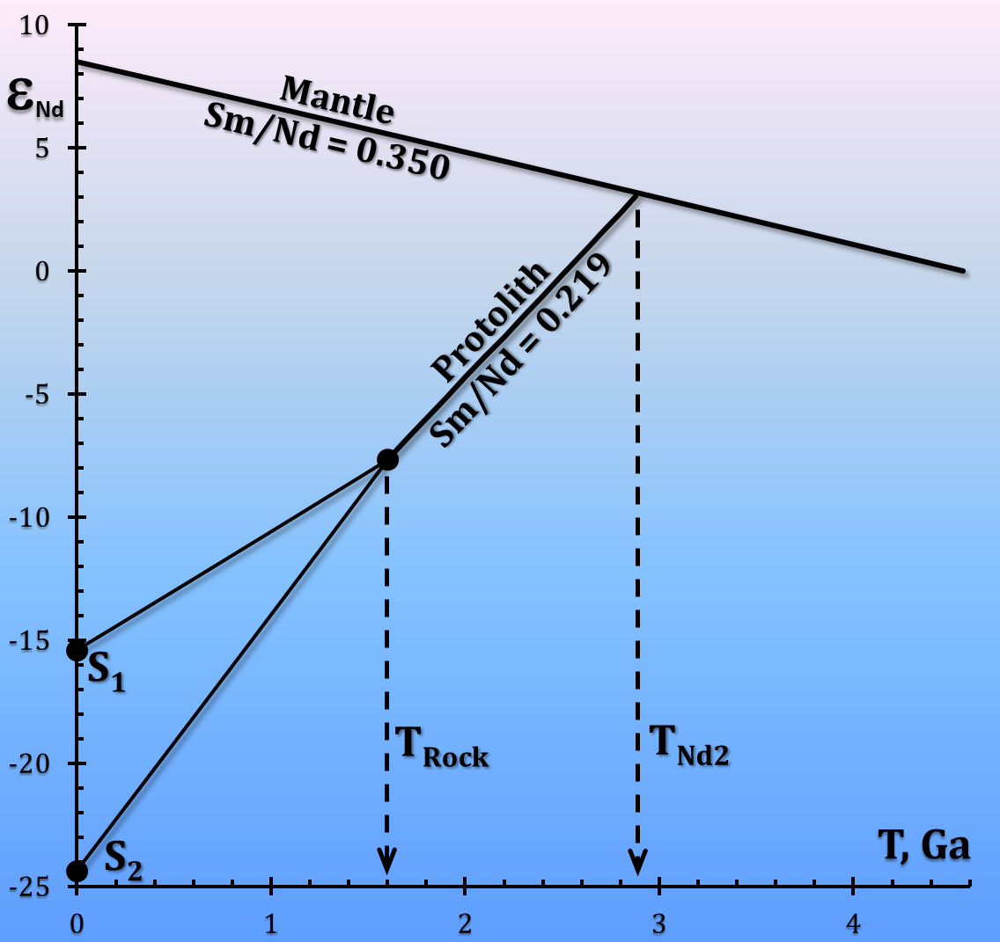 10
εNd
5
0
-5
-10
-15
-20
-25
Mantle
Sm/Nd = 0.350
Protolith
Sm/Nd = 0.219
S1
S2
TRock
TNd2
T, Ga
0
1
2
3
4